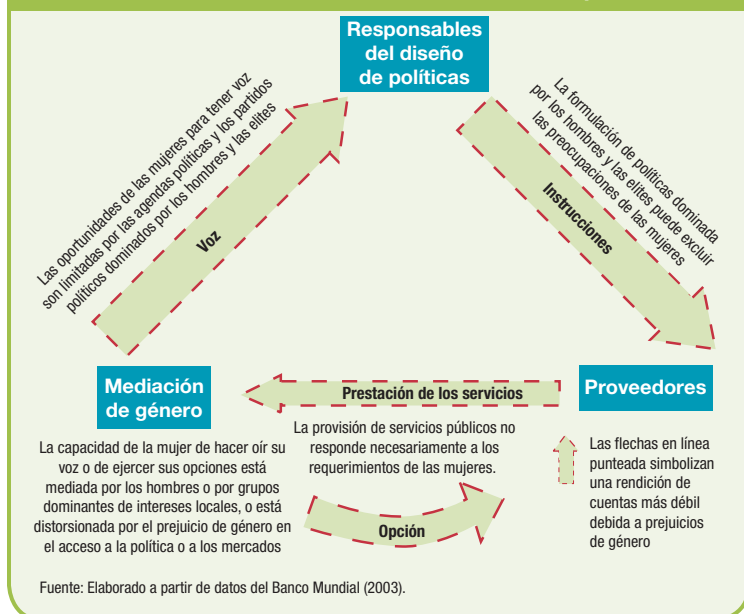 Responsables
del diseño
de políticas
Las oportunidades de las mujeres para tener voz
son limitadas por las agendas políticas y los partidos
políticos dominados por los hombres y las elites
Voz
La formulación de políticas dominada
por los hombres y las elites puede excluir
las preocupaciones de las mujeres
Instrucciones
Mediación
de género
Prestación de los servicios
Proveedores
La capacidad de la mujer de hacer oír su
voz o de ejercer sus opciones está
mediada por los hombres o por grupos
dominantes de intereses locales, o está
distorsionada por el prejuicio de género en
el acceso a la política o a los mercados
La provisión de servicios públicos no
responde necesariamente a los
requerimientos de las mujeres.
Opción
Las flechas en línea
punteada simbolizan
una rendición de
cuentas más débil
debida a prejuicios
de género
Fuente: Elaborado a partir de datos del Banco Mundial (2003).